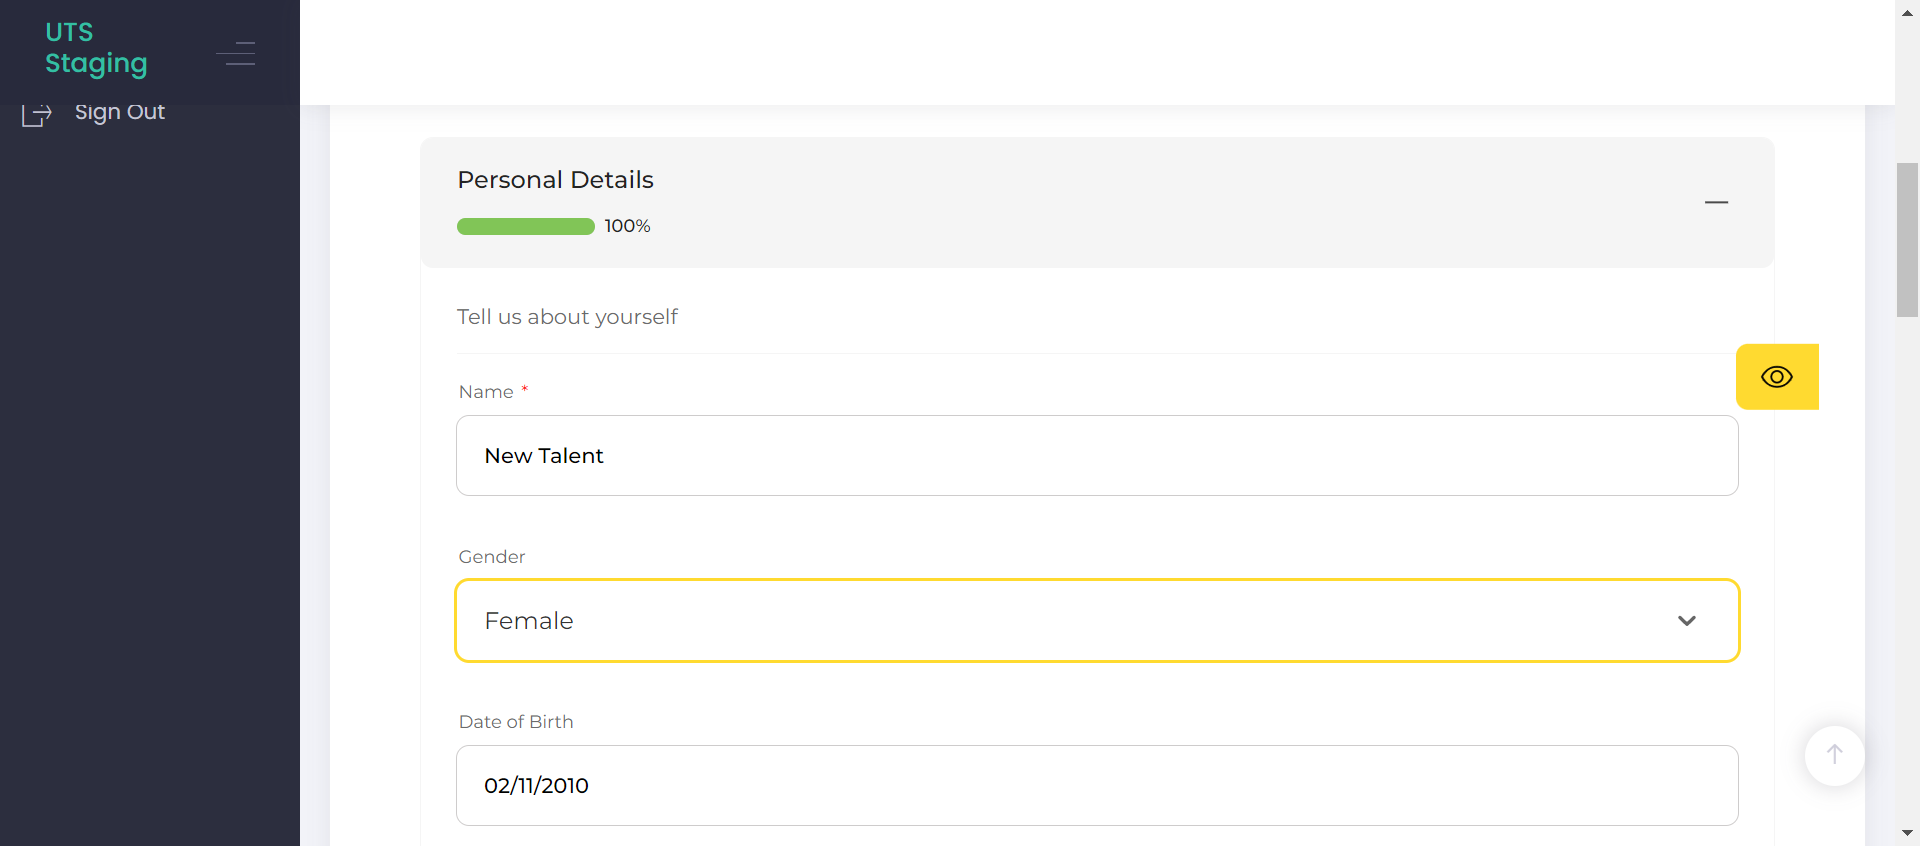 UTS
Staging
Sign Out
Personal Details
100%
Tell us about yourself
Name *
New Talent
Gender
Female
Date of Birth
02/11/2010